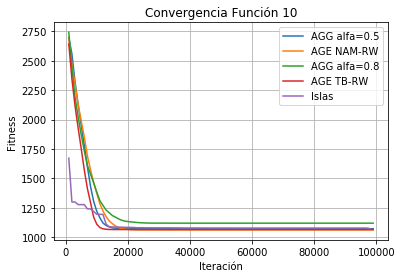 Convergencia Función 10
AGG alfa=0.5
AGE NAM-RW
AGG alfa=0.8
AGE TB-RW
Islas
Fitness
2750
2500
2250
2000
1750
1500
1250
1000
0 20000 40000 60000 80000 100000
Iteración